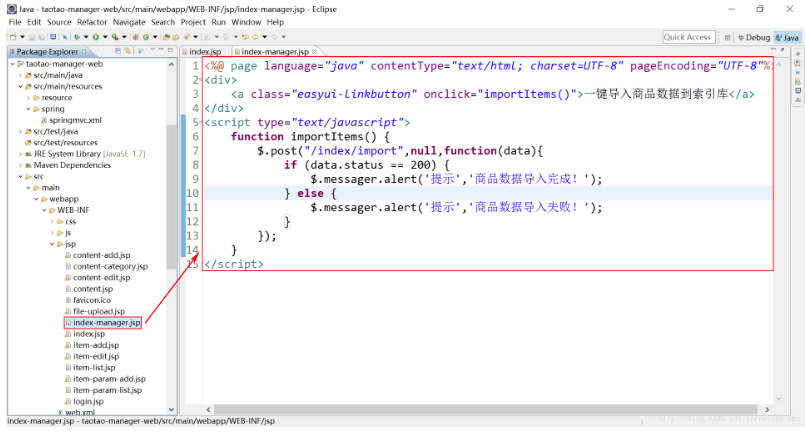 Java - taotao-manager-web/src/main/webapp/WEB-INF/jsp/index-manager.jsp - Eclipse
File Edit Source Refactor Navigate Search Project Run Window Help
Quick Access
Debug
Java
Package Explorer
index.jsp
index-manager.jsp
taotao-manager-web
src/main/java
src/main/resources
resource
spring
springmvc.xml
src/test/java
src/test/resources
JRE System Library [JavaSE-1.7]
Maven Dependencies
src
main
webapp
WEB-INF
css
js
jsp
content-add.jsp
content-category.jsp
content-edit.jsp
content.jsp
favicon.ico
file-upload.jsp
index-manager.jsp
index.jsp
item-add.jsp
item-edit.jsp
item-list.jsp
item-param-add.jsp
item-param-list.jsp
login.jsp
web.xml
1 <%@ page language="java" contentType="text/html; charset=UTF-8" pageEncoding="UTF-8"%
2 <div>
3 <a class="easyui-linkbutton" onclick="importItems()">一键导入商品数据到索引库</a>
4 </div>
5 <script type="text/javascript">
6 function importItems() {
7 $.post("/index/import",null,function(data){
8 if (data.status == 200) {
9 $.messager.alert('提示','商品数据导入完成！');
10 } else {
11 $.messager.alert('提示','商品数据导入失败！');
12 }
13 });
14 }
15 </script>
index-manager.jsp - taotao-manager-web/src/main/webapp/WEB-INF/jsp